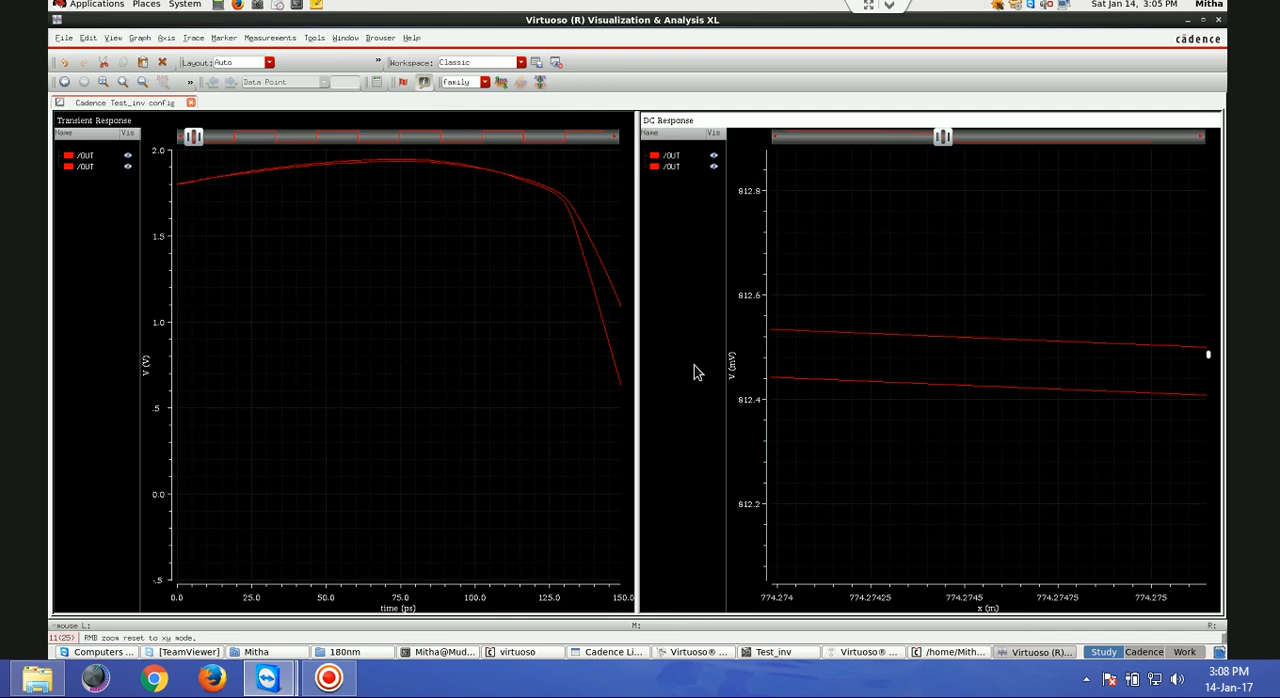 Applications Places System Sat Jan 14, 3:05 PM Mitha
Virtuoso (R) Visualization & Analysis XL
File Edit View Graph Axis Trace Marker Measurements Tools Window Browser Help
cādence
Layout: Auto » Workspace: Classic
» Data Point family
Cadence Test_inv config
Transient Response
Name Vis
/OUT
/OUT
2.0
1.5
1.0
.5
0.0
-.5
V (V)
0.0 25.0 50.0 75.0 100.0 125.0 150.0
time (ps)
DC Response
Name Vis
/OUT
/OUT
812.8
812.6
812.4
812.2
V (mV)
774.274 774.27425 774.2745 774.27475 774.275
x (m)
mouse L: M: R:
11(25) RMB zoom reset to xy mode,
Computers ... [TeamViewer] Mitha 180nm Mitha@Mud... virtuoso Cadence Li... Virtuoso® ... Test_inv Virtuoso® ... /home/Mith... Virtuoso (R)... Study Cadence Work
3:08 PM
14-Jan-17